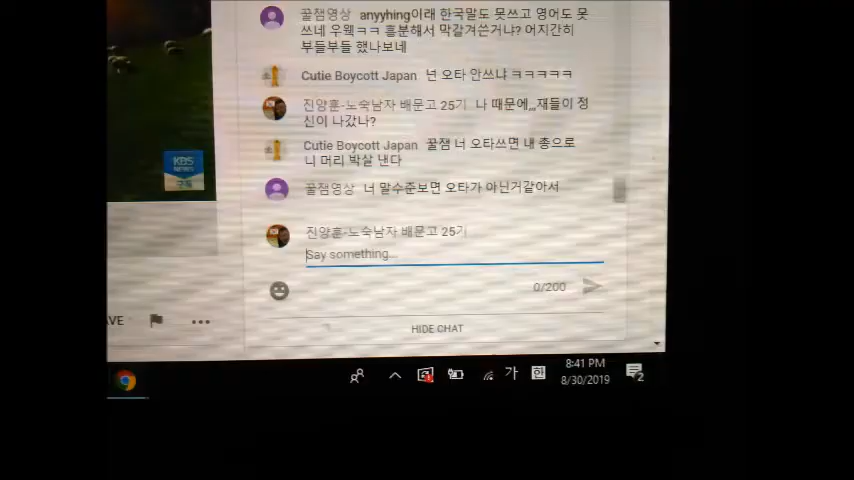 꿀잼영상 anyyhing이래 한국말도 못쓰고 영어도 못
쓰네 우웩ㅋㅋ 흥분해서 막갈겨쓴거냐? 어지간히
부들부들 했나보네
Cutie Boycott Japan 넌 오타 안쓰냐 ㅋㅋㅋㅋㅋ
진양훈-노숙남자 배문고 25기 나 때문에,,,재들이 정
신이 나갔나?
Cutie Boycott Japan 꿀잼 너 오타쓰면 내 총으로
니 머리 박살 낸다
KBS
NEWS
구독
꿀잼영상 너 말수준보면 오타가 아닌거같아서
진양훈-노숙남자 배문고 25기
Say something...
0/200
AVE
HIDE CHAT
가 한
8:41 PM
8/30/2019
2